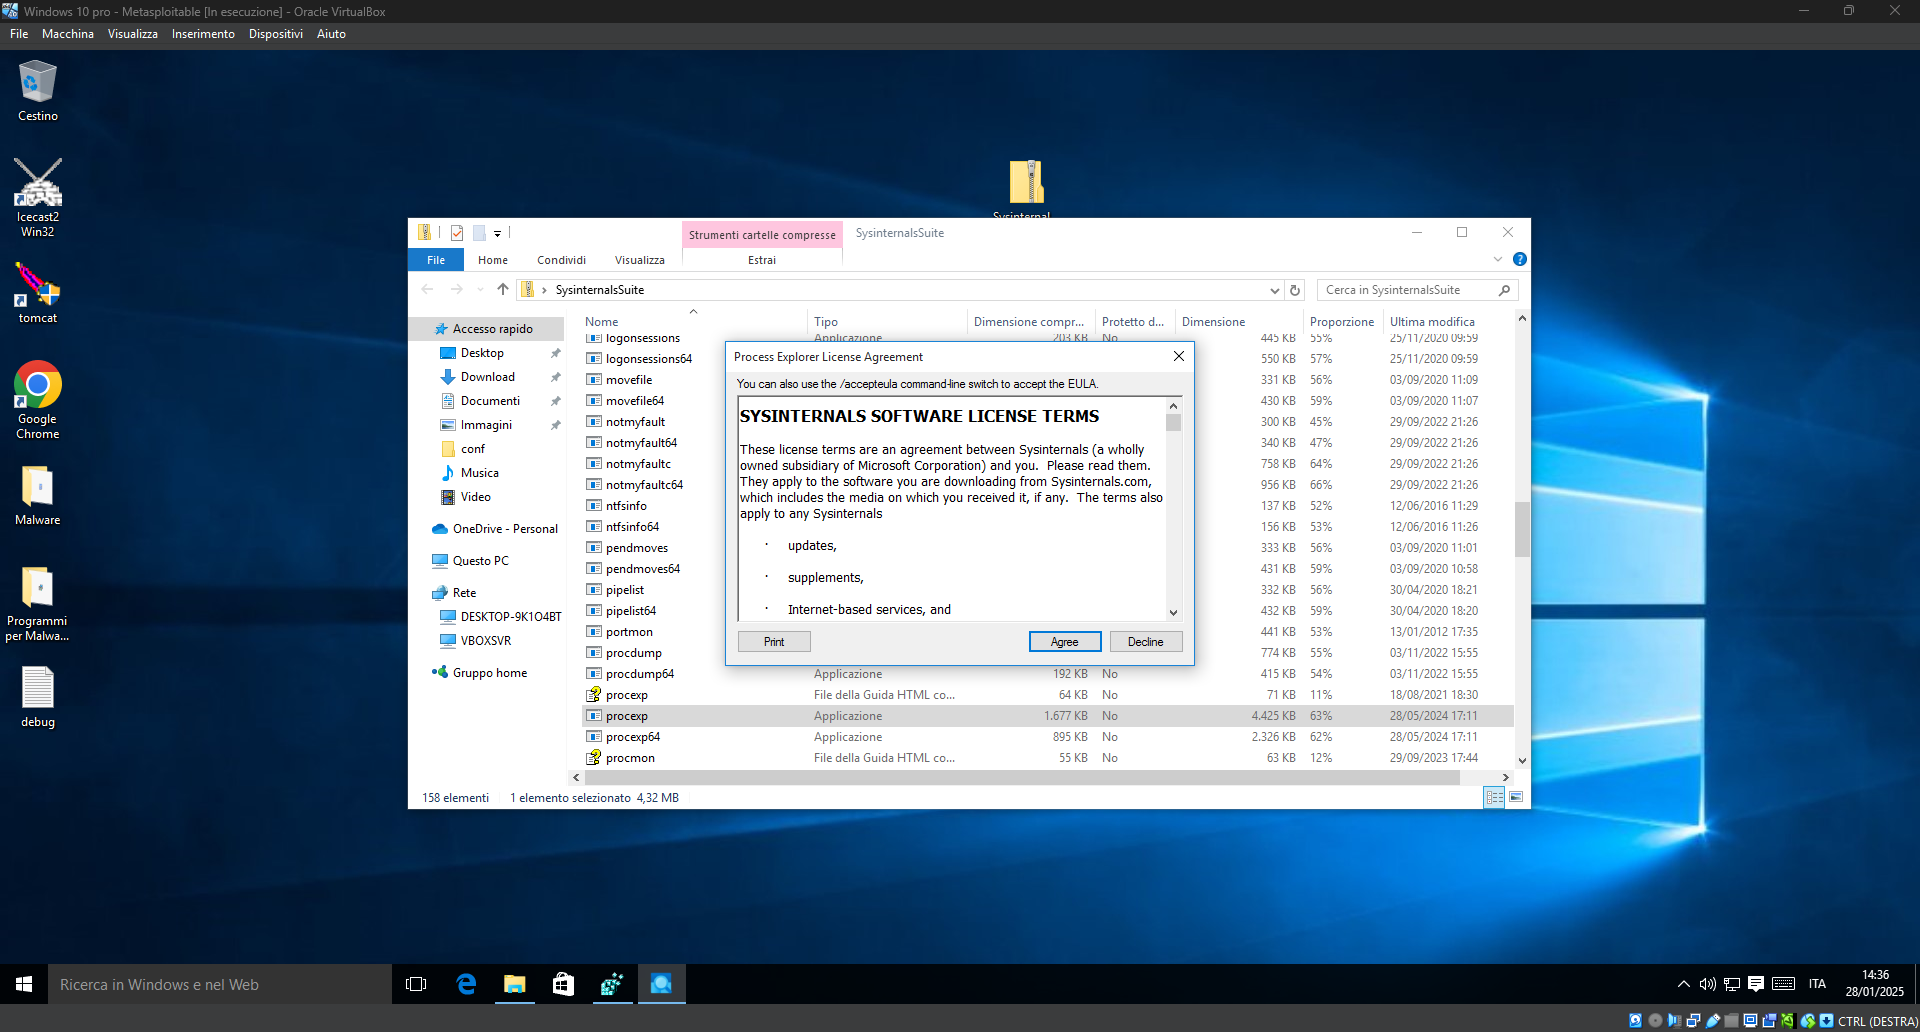 Windows 10 pro - Metasploitable [In esecuzione] - Oracle VirtualBox
File Macchina Visualizza Inserimento Dispositivi Aiuto
Cestino
Icecast2
Win32
tomcat
Google
Chrome
Malware
Programmi
per Malwa...
debug
Sysinternal
Strumenti cartelle compresse SysinternalsSuite
File Home Condividi Visualizza Estrai
SysinternalsSuite
Cerca in SysinternalsSuite
Accesso rapido
Desktop
Download
Documenti
Immagini
conf
Musica
Video
OneDrive - Personal
Questo PC
Rete
DESKTOP-9K1O4BT
VBOXSVR
Gruppo home
Nome Tipo Dimensione compr... Protetto d... Dimensione Proporzione Ultima modifica
logonsessions Applicazione 203 KB No 445 KB 55% 25/11/2020 09:59
logonsessions64 550 KB 57% 25/11/2020 09:59
movefile 331 KB 56% 03/09/2020 11:09
movefile64 430 KB 59% 03/09/2020 11:07
notmyfault 300 KB 45% 29/09/2022 21:26
notmyfault64 340 KB 47% 29/09/2022 21:26
notmyfaultc 758 KB 64% 29/09/2022 21:26
notmyfaultc64 956 KB 66% 29/09/2022 21:26
ntfsinfo 137 KB 52% 12/06/2016 11:29
ntfsinfo64 156 KB 53% 12/06/2016 11:26
pendmoves 333 KB 56% 03/09/2020 11:01
pendmoves64 431 KB 59% 03/09/2020 10:58
pipelist 332 KB 56% 30/04/2020 18:21
pipelist64 432 KB 59% 30/04/2020 18:20
portmon 441 KB 53% 13/01/2012 17:35
procdump 774 KB 55% 03/11/2022 15:55
procdump64 Applicazione 192 KB No 415 KB 54% 03/11/2022 15:55
procexp File della Guida HTML co... 64 KB No 71 KB 11% 18/08/2021 18:30
procexp Applicazione 1.677 KB No 4.425 KB 63% 28/05/2024 17:11
procexp64 Applicazione 895 KB No 2.326 KB 62% 28/05/2024 17:11
procmon File della Guida HTML co... 55 KB No 63 KB 12% 29/09/2023 17:44
158 elementi 1 elemento selezionato 4,32 MB
Process Explorer License Agreement
You can also use the /accepteula command-line switch to accept the EULA.
SYSINTERNALS SOFTWARE LICENSE TERMS
These license terms are an agreement between Sysinternals (a wholly
owned subsidiary of Microsoft Corporation) and you. Please read them.
They apply to the software you are downloading from Sysinternals.com,
which includes the media on which you received it, if any. The terms also
apply to any Sysinternals
· updates,
· supplements,
· Internet-based services, and
Print Agree Decline
Ricerca in Windows e nel Web
ITA
14:36
28/01/2025
CTRL (DESTRA)